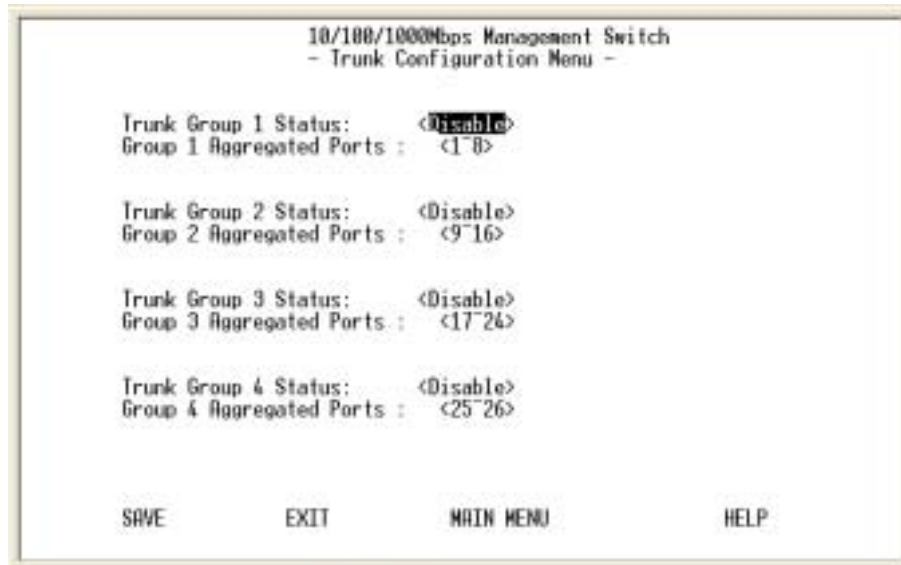 10/100/1000Mbps Management Switch
- Trunk Configuration Menu -
Trunk Group 1 Status: <Disable>
Group 1 Aggregated Ports : <1~8>
Trunk Group 2 Status: <Disable>
Group 2 Aggregated Ports : <9~16>
Trunk Group 3 Status: <Disable>
Group 3 Aggregated Ports : <17~24>
Trunk Group 4 Status: <Disable>
Group 4 Aggregated Ports : <25~26>
SAVE EXIT MAIN MENU HELP